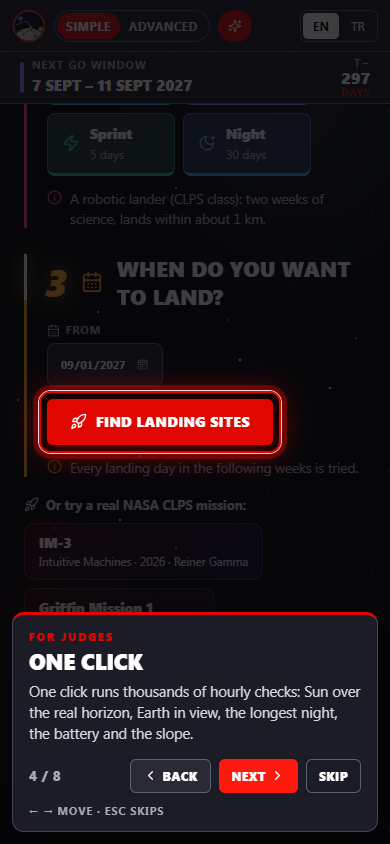 SIMPLE ADVANCED EN TR
NEXT GO WINDOW
7 SEPT – 11 SEPT 2027
T−
297
DAYS
Sprint
5 days
Night
30 days
A robotic lander (CLPS class): two weeks of
science, lands within about 1 km.
3
WHEN DO YOU WANT
TO LAND?
FROM
09/01/2027
FIND LANDING SITES
Every landing day in the following weeks is tried.
Or try a real NASA CLPS mission:
IM-3
Intuitive Machines · 2026 · Reiner Gamma
Griffin Mission 1
FOR JUDGES
ONE CLICK
One click runs thousands of hourly checks: Sun over
the real horizon, Earth in view, the longest night,
the battery and the slope.
4 / 8
BACK
NEXT
SKIP
← → MOVE · ESC SKIPS